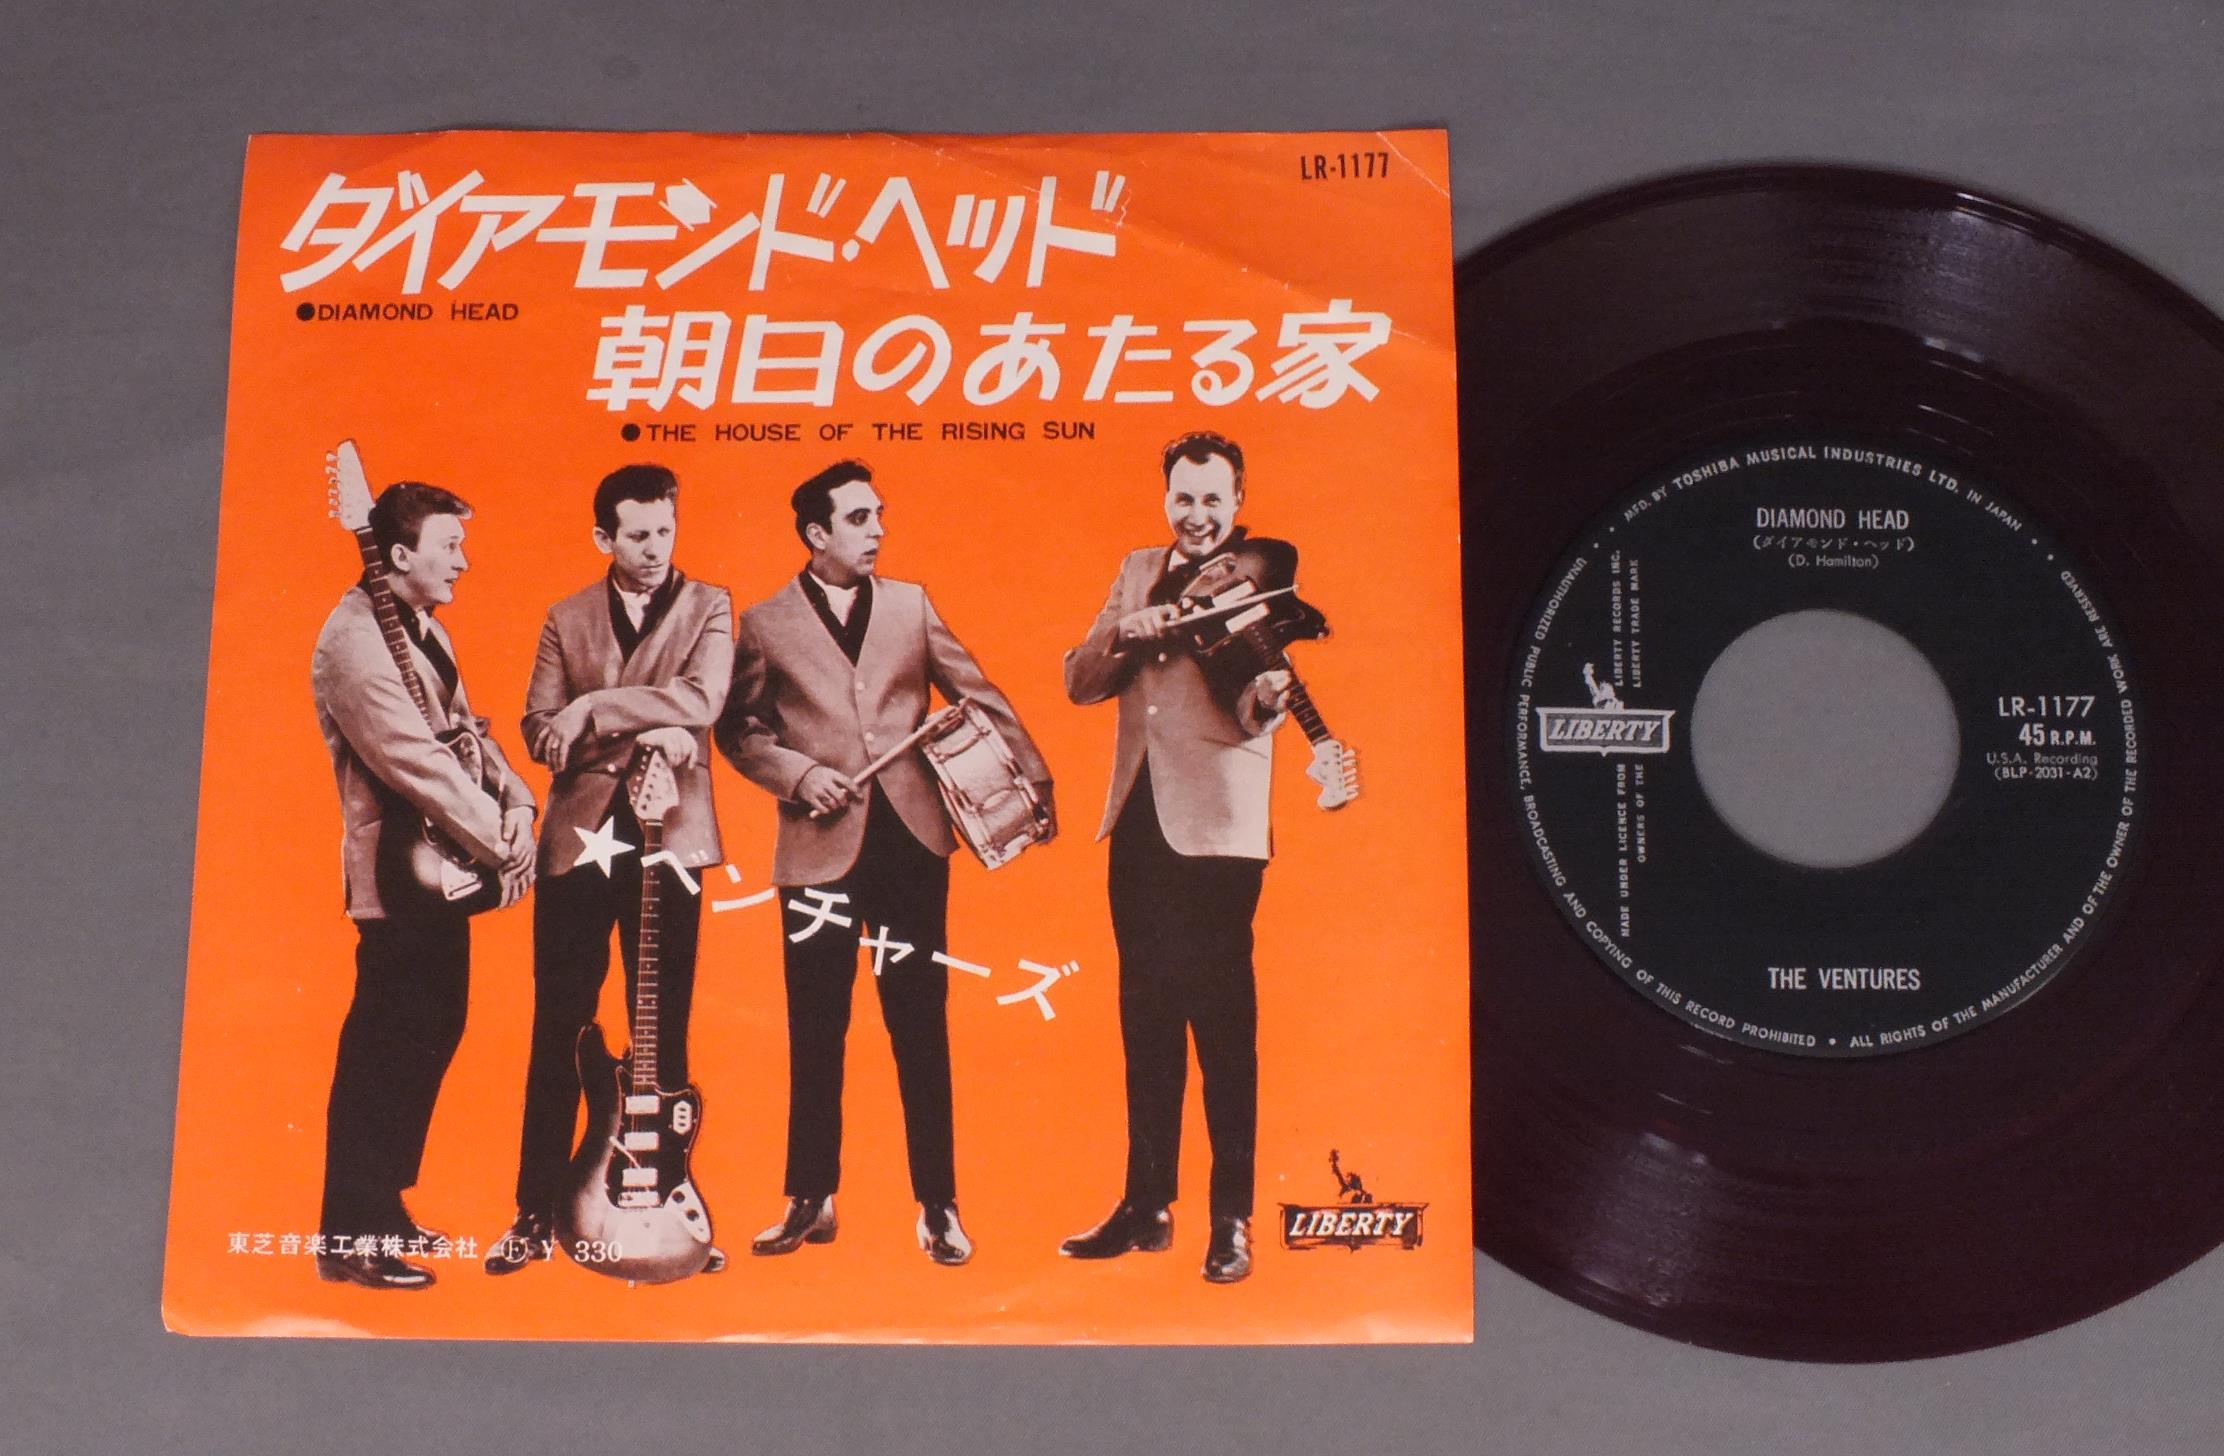 LR-1177
ダイアモンド・ヘッド
●DIAMOND HEAD
朝日のあたる家
●THE HOUSE OF THE RISING SUN
★ベンチャーズ
東芝音楽工業株式会社 Ⓕ ¥ 330
LIBERTY
MFD. BY TOSHIBA MUSICAL INDUSTRIES LTD. IN JAPAN
DIAMOND HEAD
(ダイアモンド・ヘッド)
(D. Hamilton)
LIBERTY
MADE UNDER LICENCE FROM LIBERTY RECORDS INC.
OWNERS OF THE LIBERTY TRADE MARK
LR-1177
45 R.P.M.
U.S.A. Recording
(BLP-2031-A2)
THE VENTURES
UNAUTHORIZED PUBLIC PERFORMANCE, BROADCASTING AND COPYING OF THIS RECORD PROHIBITED • ALL RIGHTS OF THE MANUFACTURER AND OF THE OWNER OF THE RECORDED WORK ARE RESERVED